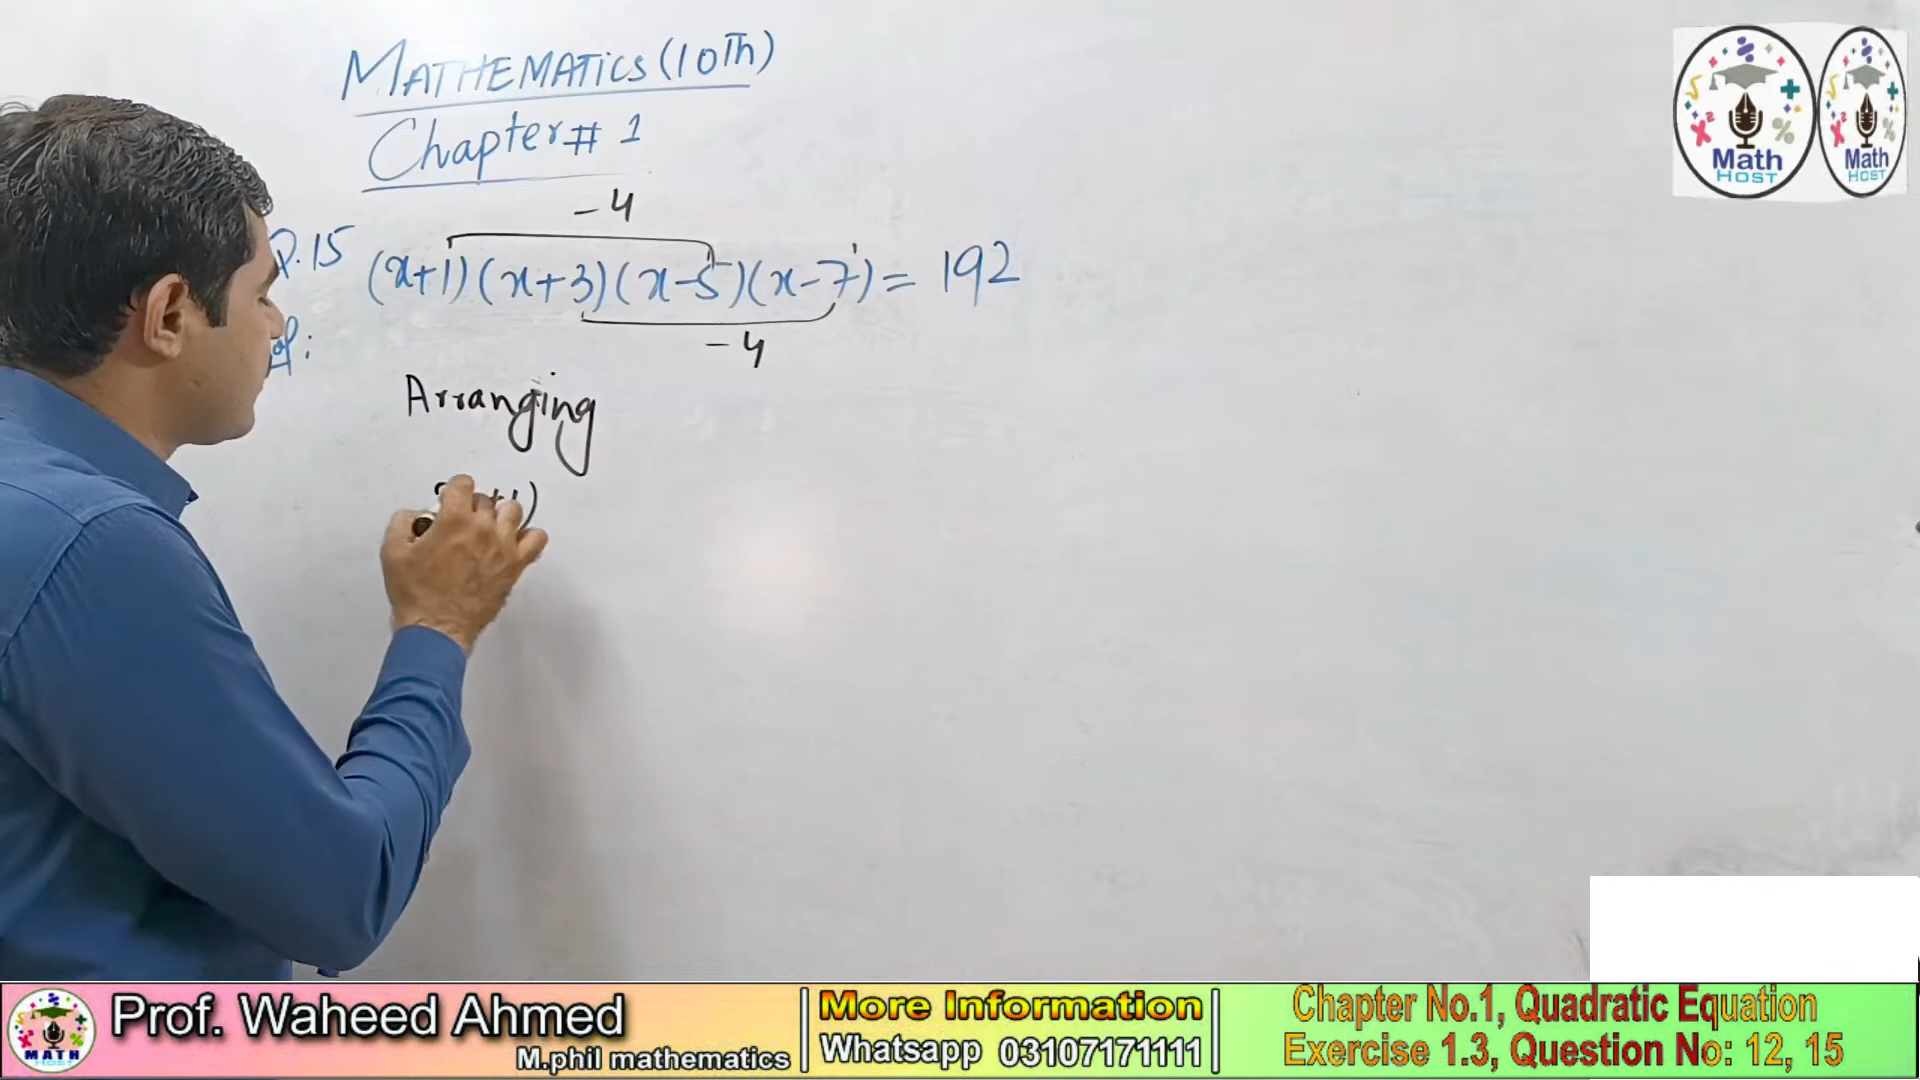 MATHEMATICS (10Th)
Chapter # 1
-4
Q.15 (x+1)(x+3)(x-5)(x-7) = 192
-4
Arranging
+1)
Math
HOST
Math
HOST
MATH
HOST
Prof. Waheed Ahmed
M.phil mathematics
More Information
Whatsapp 03107171111
Chapter No.1, Quadratic Equation
Exercise 1.3, Question No: 12, 15